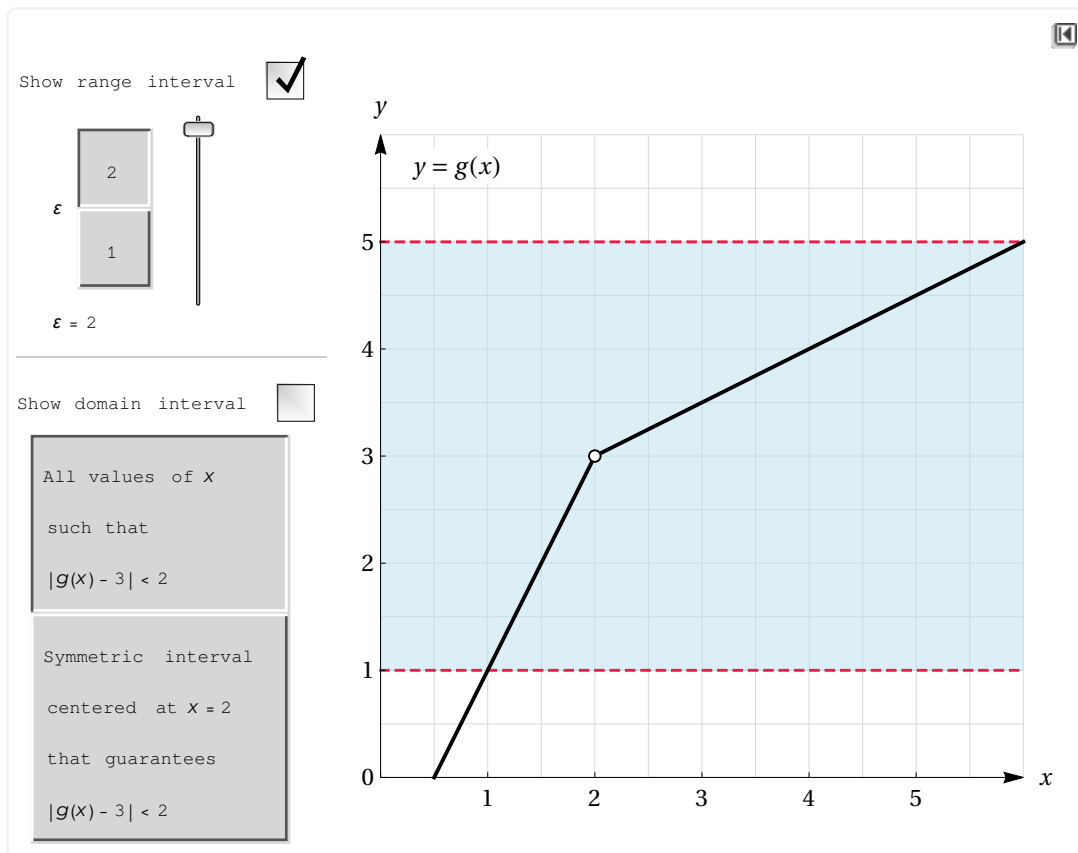 Show range interval
2
ε
1
ε = 2
Show domain interval
All values of x
such that
|g(x) – 3| < 2
Symmetric interval
centered at x = 2
that guarantees
|g(x) – 3| < 2
y
y = g(x)
5
4
3
2
1
0
1 2 3 4 5
x